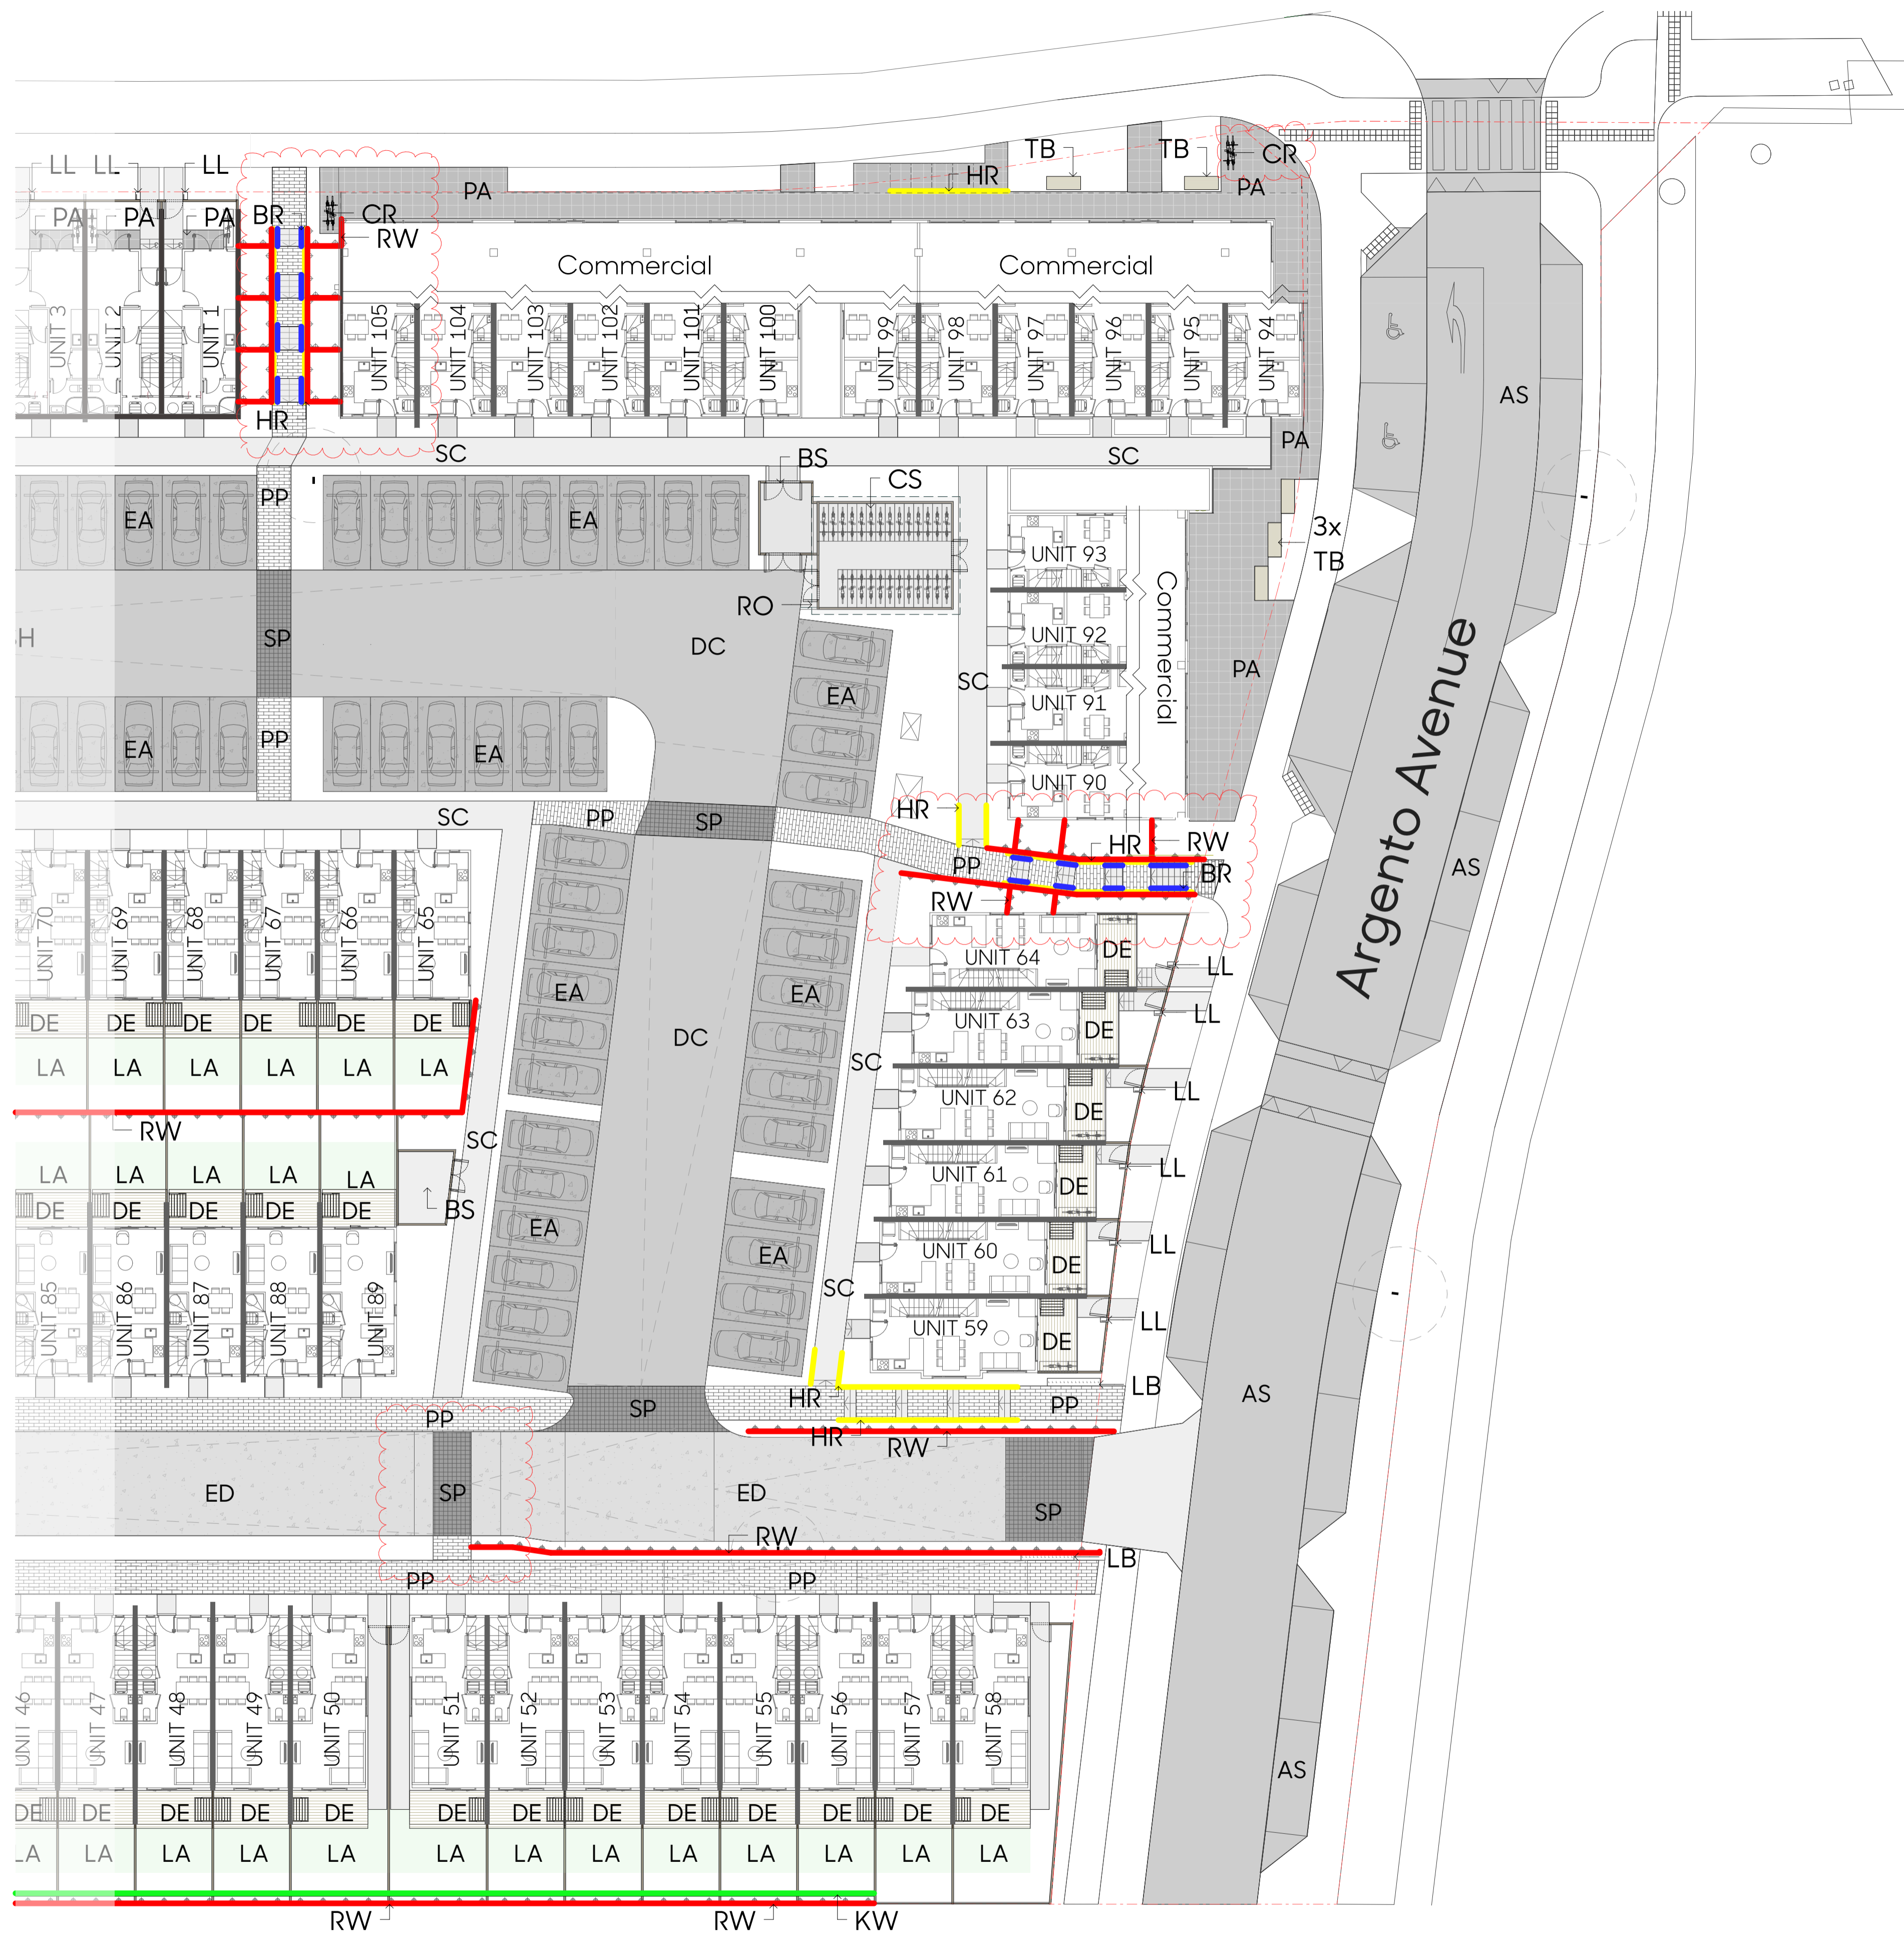 LL LL LL
TB TB CR
PA HR PA
PA PA PA BR CR
RW
Commercial Commercial
UNIT 3 UNIT 2 UNIT 1 UNIT 105 UNIT 104 UNIT 103 UNIT 102 UNIT 101 UNIT 100 UNIT 99 UNIT 98 UNIT 97 UNIT 96 UNIT 95 UNIT 94
AS
HR
SC SC PA
BS
CS
PP
EA EA
3x
TB
UNIT 93
RO
Commercial
SP DC
UNIT 92
PA
SC
EA
UNIT 91
PP
EA EA
UNIT 90
Argento Avenue
HR
SC PP SP
HR RW
PP
BR
AS
RW
UNIT 70 UNIT 69 UNIT 68 UNIT 67 UNIT 66 UNIT 65
UNIT 64 DE
LL
EA EA
LL
DE DE DE DE DE DE
UNIT 63 DE
DC
LA LA LA LA LA LA
SC
LL
UNIT 62 DE
RW
SC
LA LA LA LA LA
UNIT 61 DE
LL
DE DE DE DE DE
BS
EA
LL
UNIT 60 DE
EA
SC
UNIT 85 UNIT 86 UNIT 87 UNIT 88 UNIT 89
LL
UNIT 59 DE
LB
HR
PP SP PP
AS
HR RW
ED SP ED
SP
RW
LB
PP PP
UNIT 46 UNIT 47 UNIT 48 UNIT 49 UNIT 50 UNIT 51 UNIT 52 UNIT 53 UNIT 54 UNIT 55 UNIT 56 UNIT 57 UNIT 58
AS
DE DE DE DE DE DE DE DE DE DE DE DE DE
LA LA LA LA LA LA LA LA LA LA LA LA LA
RW RW KW